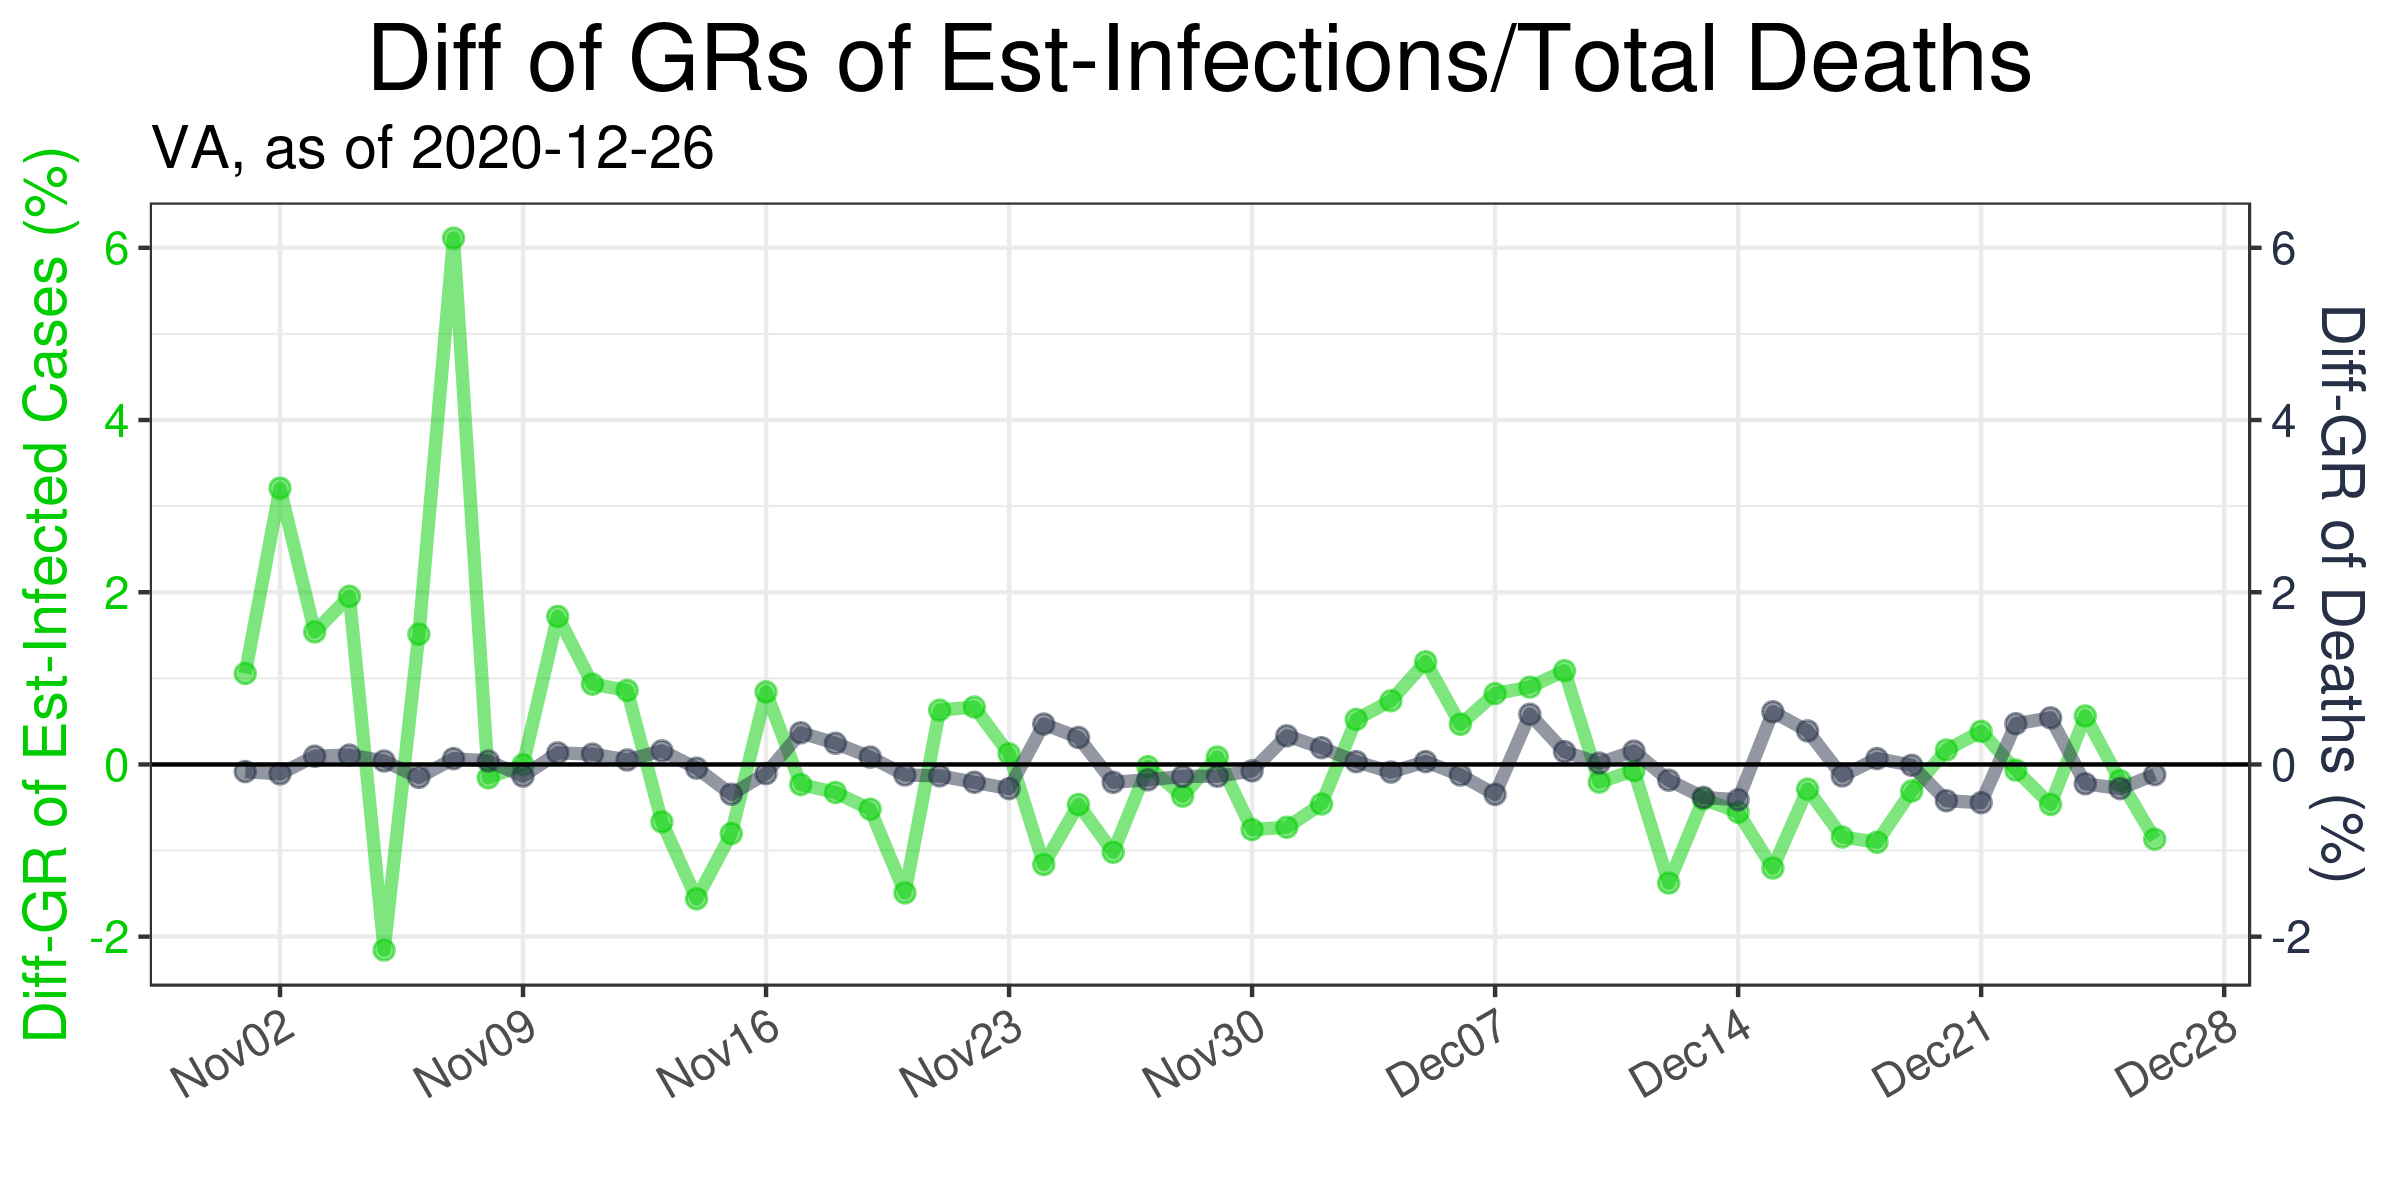 Diff of GRs of Est-Infections/Total Deaths
VA, as of 2020-12-26
Diff-GR of Est-Infected Cases (%)
6
4
2
0
-2
6
4
2
0
-2
Diff-GR of Deaths (%)
Nov02
Nov09
Nov16
Nov23
Nov30
Dec07
Dec14
Dec21
Dec28